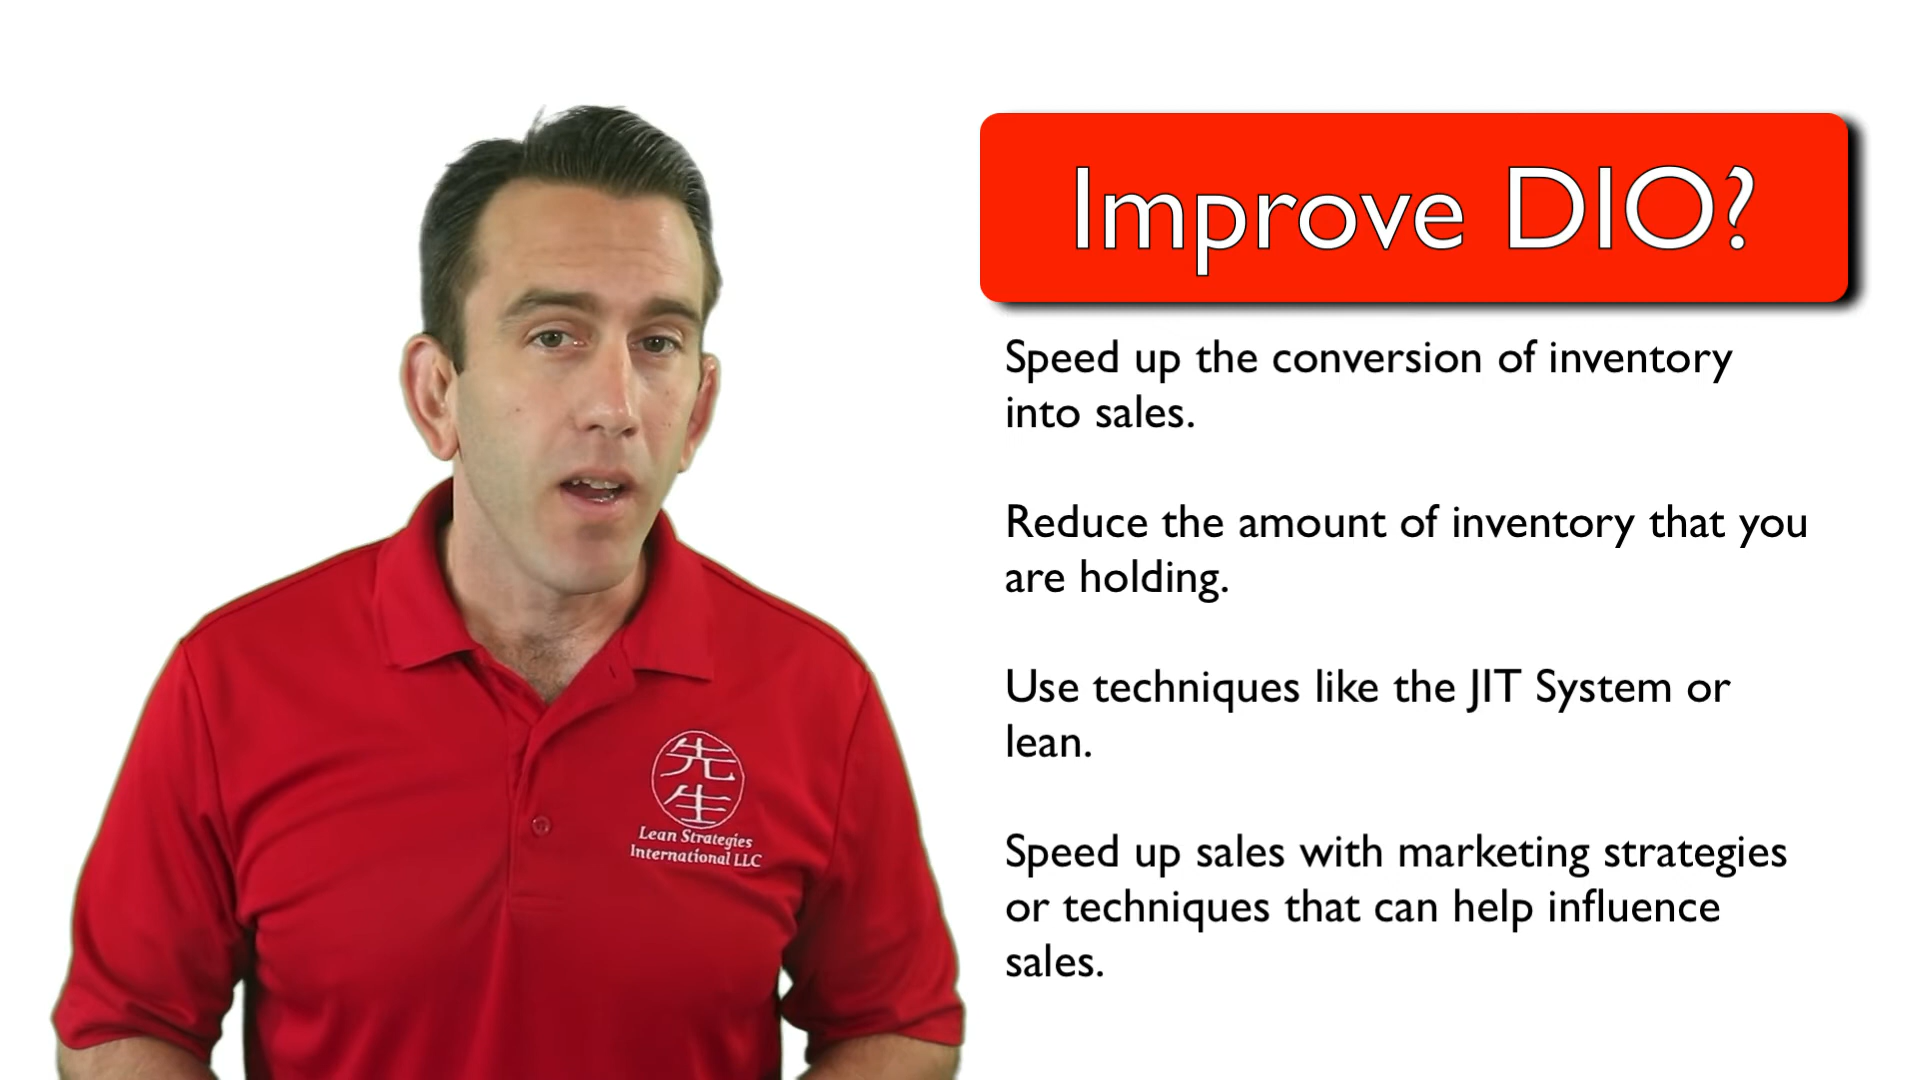 Improve DIO?
Speed up the conversion of inventory
into sales.
Reduce the amount of inventory that you
are holding.
Use techniques like the JIT System or
lean.
Speed up sales with marketing strategies
or techniques that can help influence
sales.
先
生
Lean Strategies
International LLC